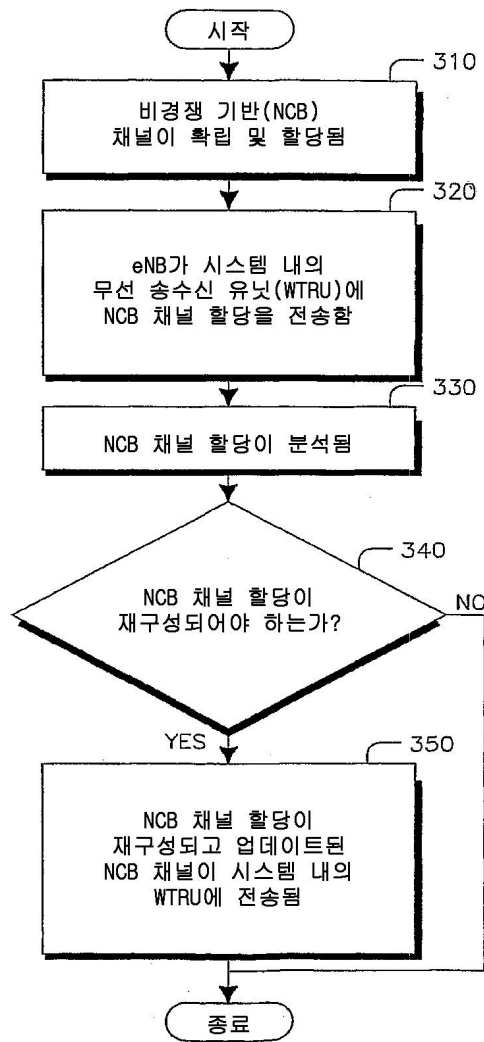 시작
310
비경쟁 기반(NCB)
채널이 확립 및 할당됨
320
eNB가 시스템 내의
무선 송수신 유닛(WTRU)에
NCB 채널 할당을 전송함
330
NCB 채널 할당이 분석됨
340
NCB 채널 할당이
재구성되어야 하는가?
NO
YES
350
NCB 채널 할당이
재구성되고 업데이트된
NCB 채널이 시스템 내의
WTRU에 전송됨
종료